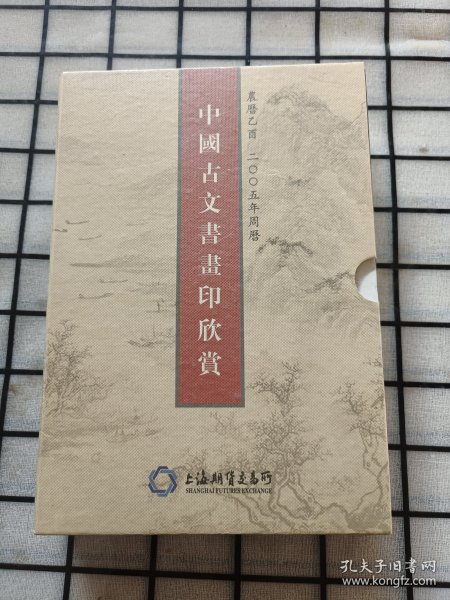 農曆乙酉 二〇〇五年周曆
中國古文書畫印欣賞
上海期货交易所
SHANGHAI FUTURES EXCHANGE
孔夫子旧书网
www.kongfz.com